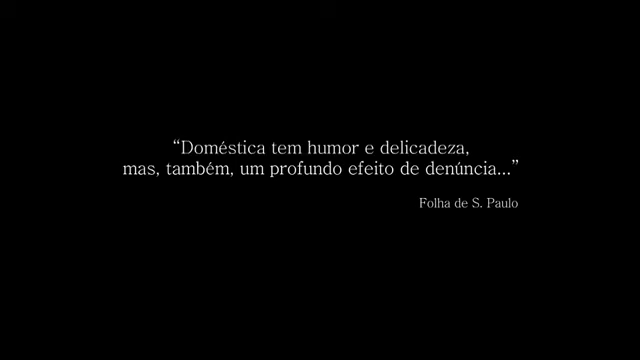 “Doméstica tem humor e delicadeza,
mas, também, um profundo efeito de denúncia...”
Folha de S. Paulo